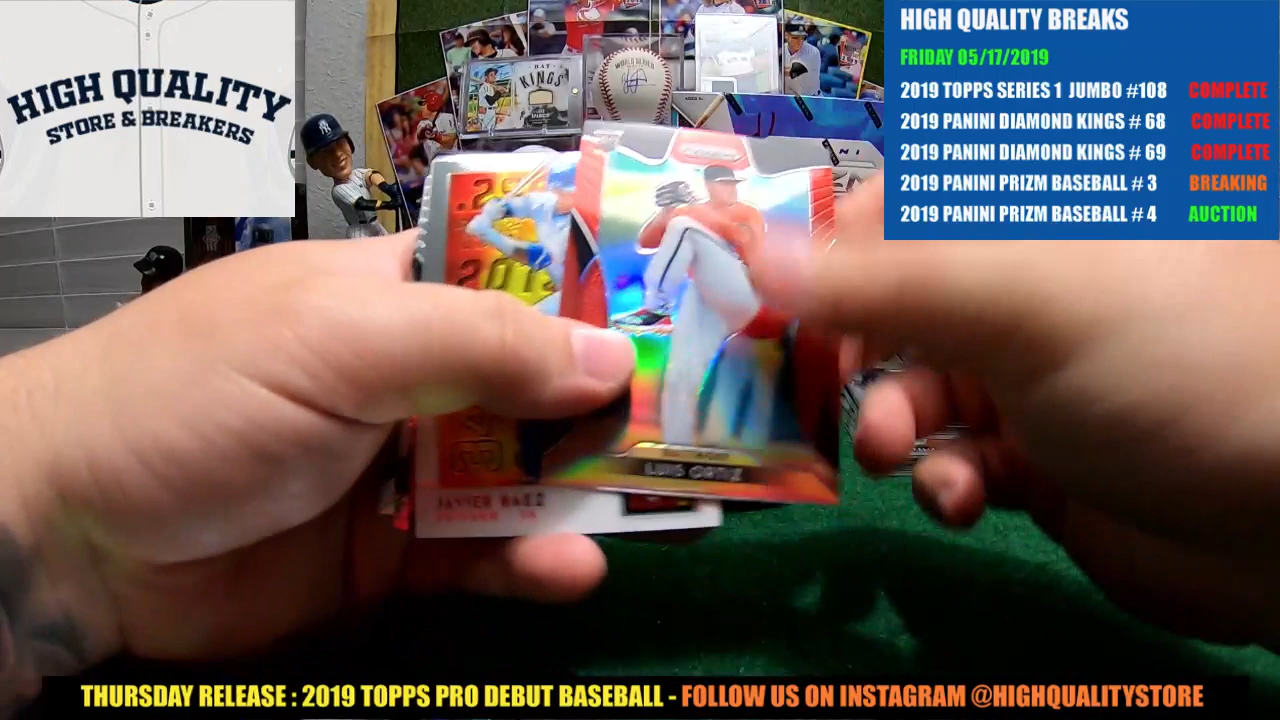 HIGH QUALITY
STORE & BREAKERS
HIGH QUALITY BREAKS
FRIDAY 05/17/2019
2019 TOPPS SERIES 1 JUMBO #108 COMPLETE
2019 PANINI DIAMOND KINGS # 68 COMPLETE
2019 PANINI DIAMOND KINGS # 69 COMPLETE
2019 PANINI PRIZM BASEBALL # 3 BREAKING
2019 PANINI PRIZM BASEBALL # 4 AUCTION
BAT
KINGS
WORLD SERIES
LUIS ORTIZ
JAVIER BAEZ
THURSDAY RELEASE : 2019 TOPPS PRO DEBUT BASEBALL - FOLLOW US ON INSTAGRAM @HIGHQUALITYSTORE